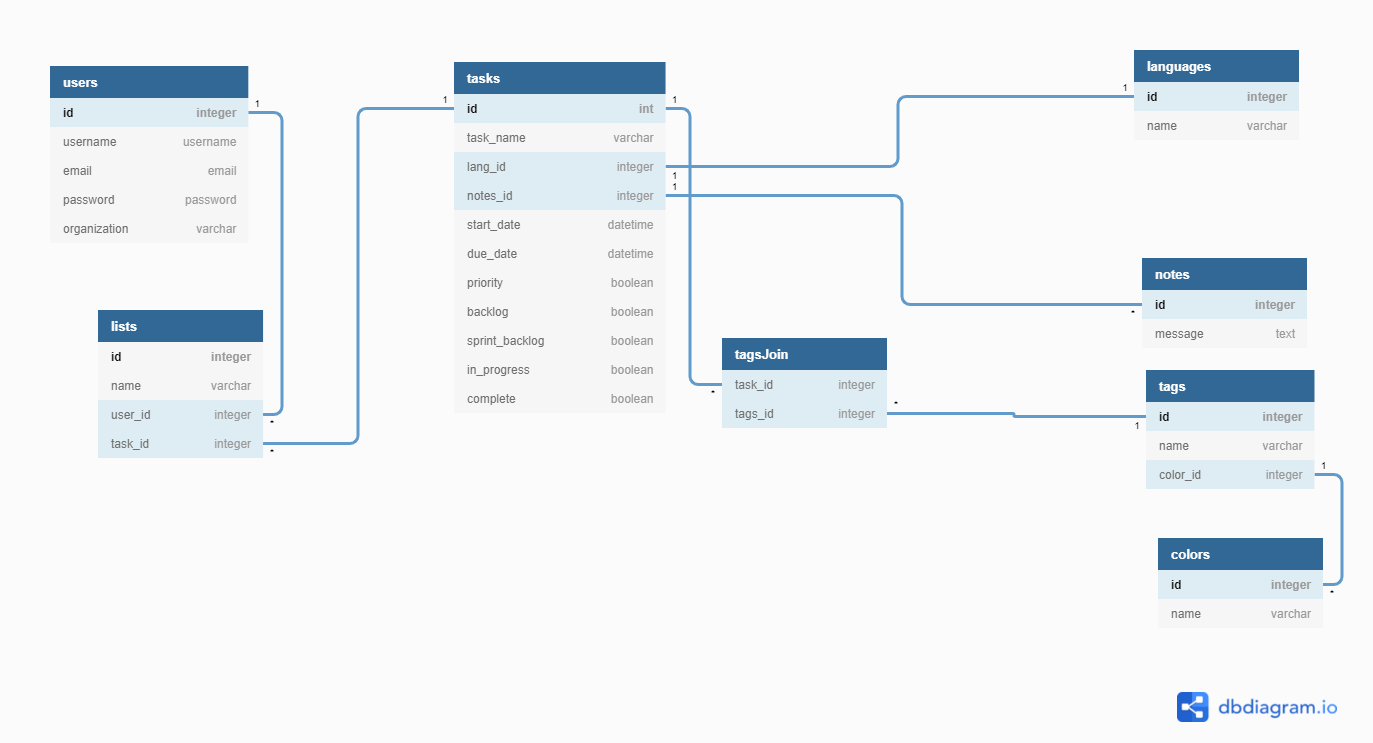 users
id integer
username username
email email
password password
organization varchar
1
lists
id integer
name varchar
user_id integer
task_id integer
*
*
1
tasks
id int
task_name varchar
lang_id integer
notes_id integer
start_date datetime
due_date datetime
priority boolean
backlog boolean
sprint_backlog boolean
in_progress boolean
complete boolean
1
1
1
tagsJoin
task_id integer
tags_id integer
*
*
1
languages
id integer
name varchar
notes
id integer
message text
*
tags
id integer
name varchar
color_id integer
1
1
colors
id integer
name varchar
*
dbdiagram.io